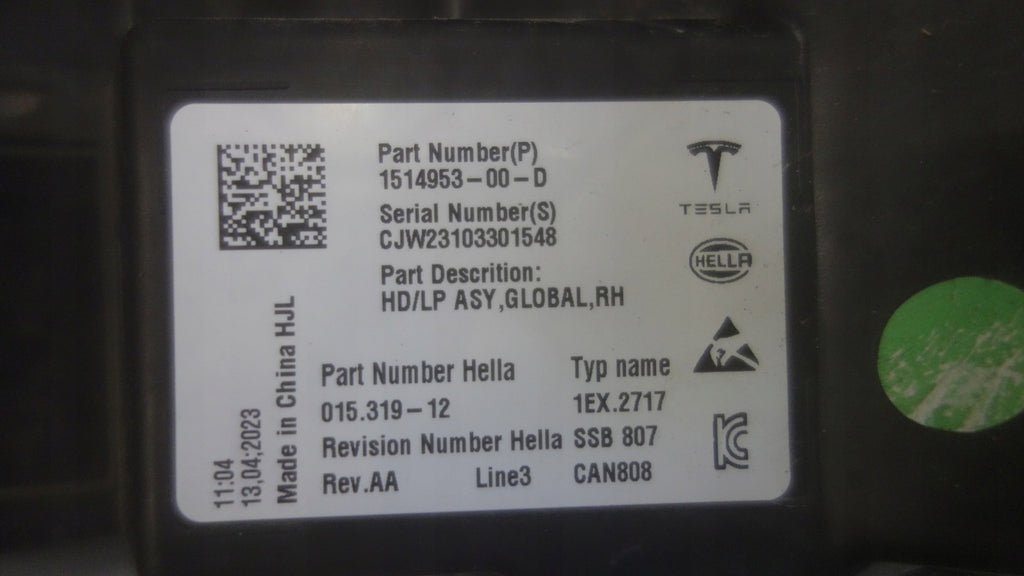 Part Number(P)
1514953-00-D
Serial Number(S)
CJW23103301548
Part Descrition:
HD/LP ASY,GLOBAL,RH
TESLA
HELLA
Part Number Hella
015.319-12
Revision Number Hella
Rev.AA Line3
Typ name
1EX.2717
SSB 807
CAN808
11:04
13,04;2023
Made in China HJL